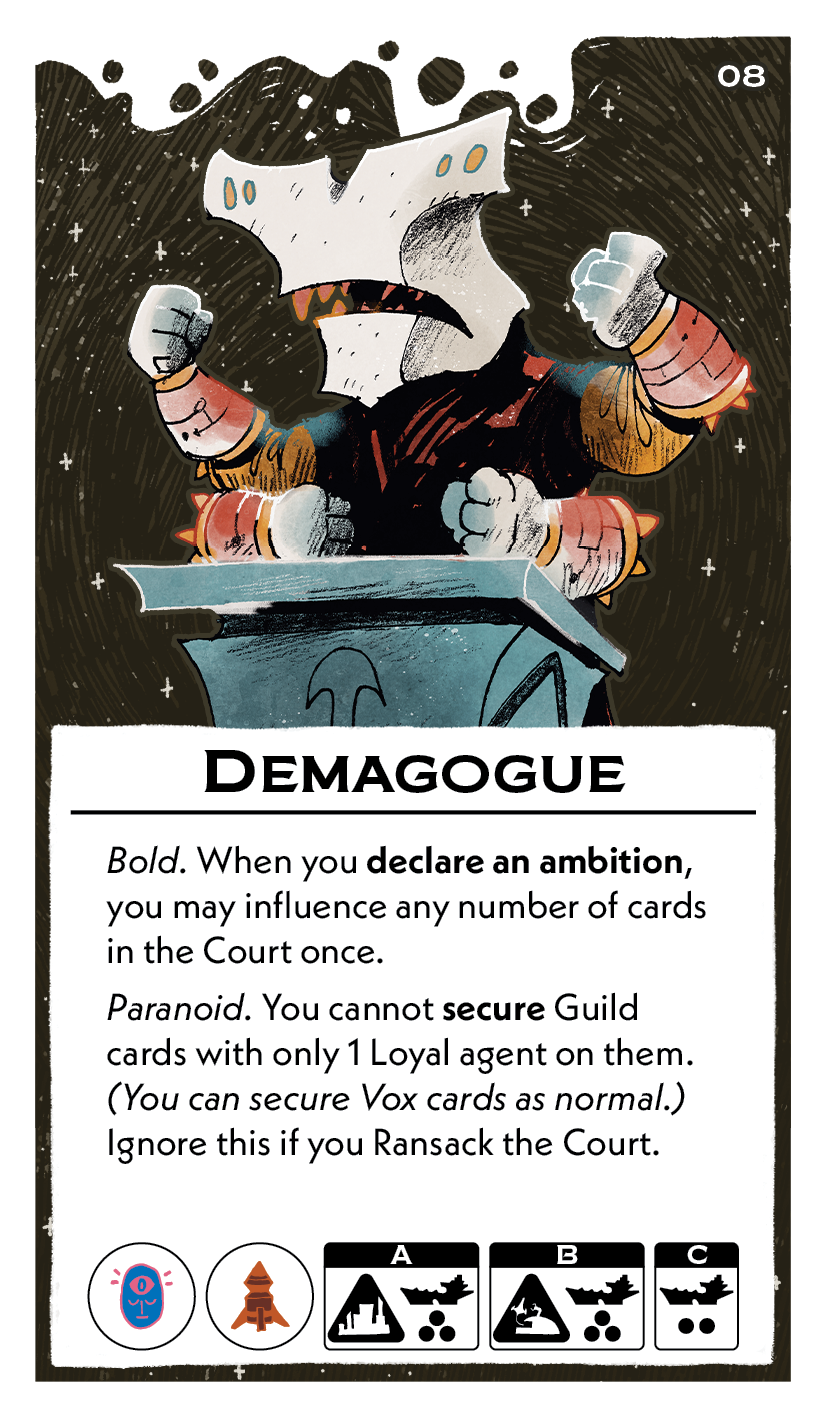 08
DEMAGOGUE
Bold. When you declare an ambition,
you may influence any number of cards
in the Court once.
Paranoid. You cannot secure Guild
cards with only 1 Loyal agent on them.
(You can secure Vox cards as normal.)
Ignore this if you Ransack the Court.
A B C